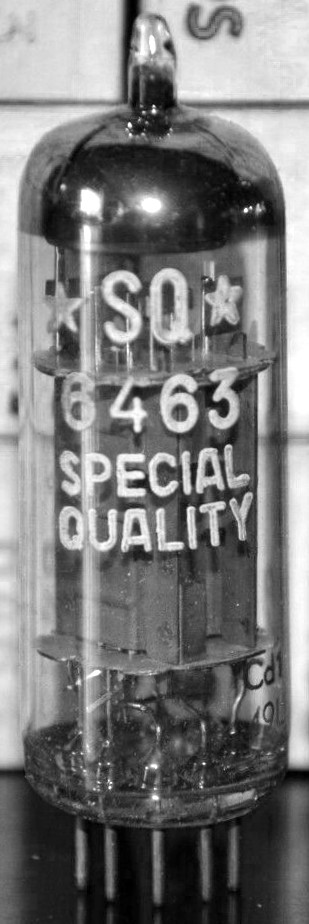 ★ SQ ★
6463
SPECIAL
QUALITY